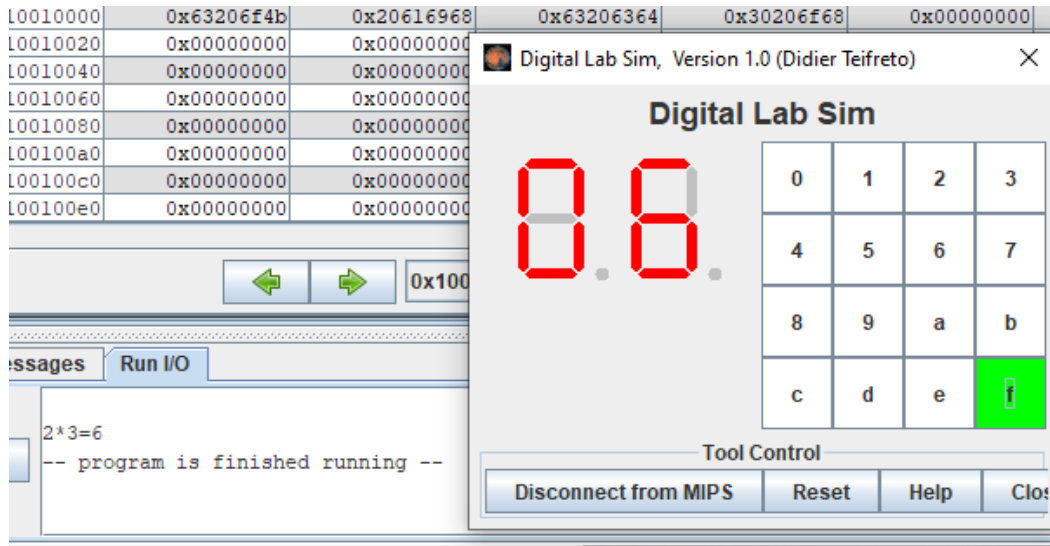 10010000 0x63206f4b 0x20616968 0x63206364 0x30206f68 0x00000000
10010020 0x00000000 0x00000000
10010040 0x00000000 0x00000000
10010060 0x00000000 0x00000000
10010080 0x00000000 0x00000000
100100a0 0x00000000 0x00000000
100100c0 0x00000000 0x00000000
100100e0 0x00000000 0x00000000
0x100
Digital Lab Sim, Version 1.0 (Didier Teifreto)
Digital Lab Sim
06
0 1 2 3
4 5 6 7
8 9 a b
c d e f
Tool Control
Disconnect from MIPS Reset Help Clos
essages Run I/O
2*3=6
-- program is finished running --